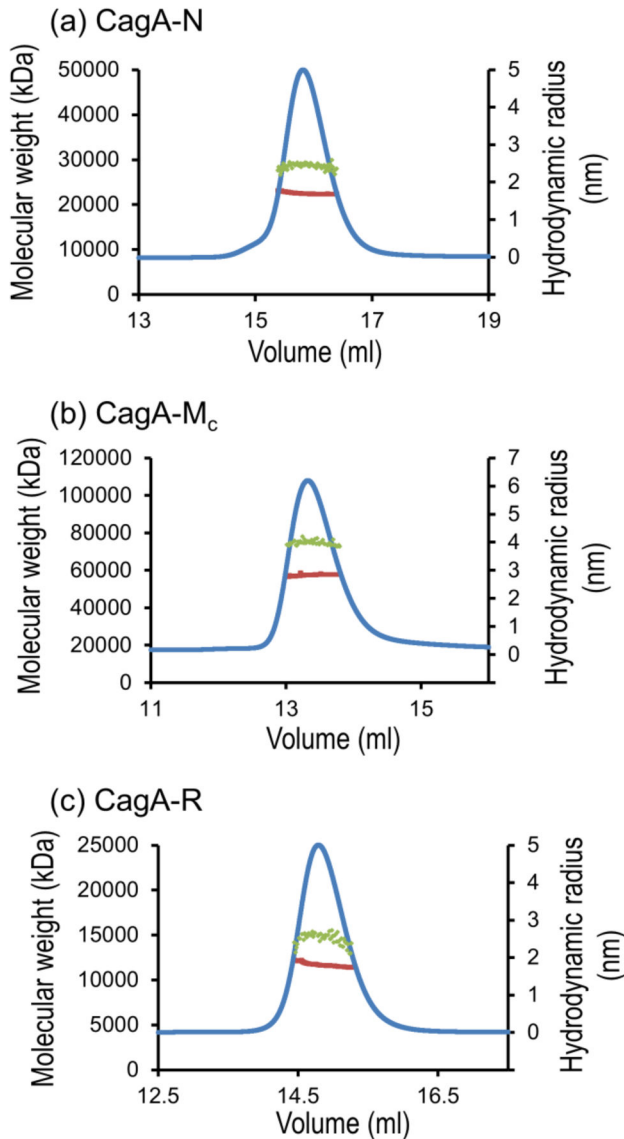 (a) CagA-N
Molecular weight (kDa)
50000
40000
30000
20000
10000
0
5
4
3
2
1
0
Hydrodynamic radius
(nm)
13 15 17 19
Volume (ml)
(b) CagA-Mc
Molecular weight (kDa)
120000
100000
80000
60000
40000
20000
0
7
6
5
4
3
2
1
0
Hydrodynamic radius
(nm)
11 13 15
Volume (ml)
(c) CagA-R
Molecular weight (kDa)
25000
20000
15000
10000
5000
0
5
4
3
2
1
0
Hydrodynamic radius
(nm)
12.5 14.5 16.5
Volume (ml)